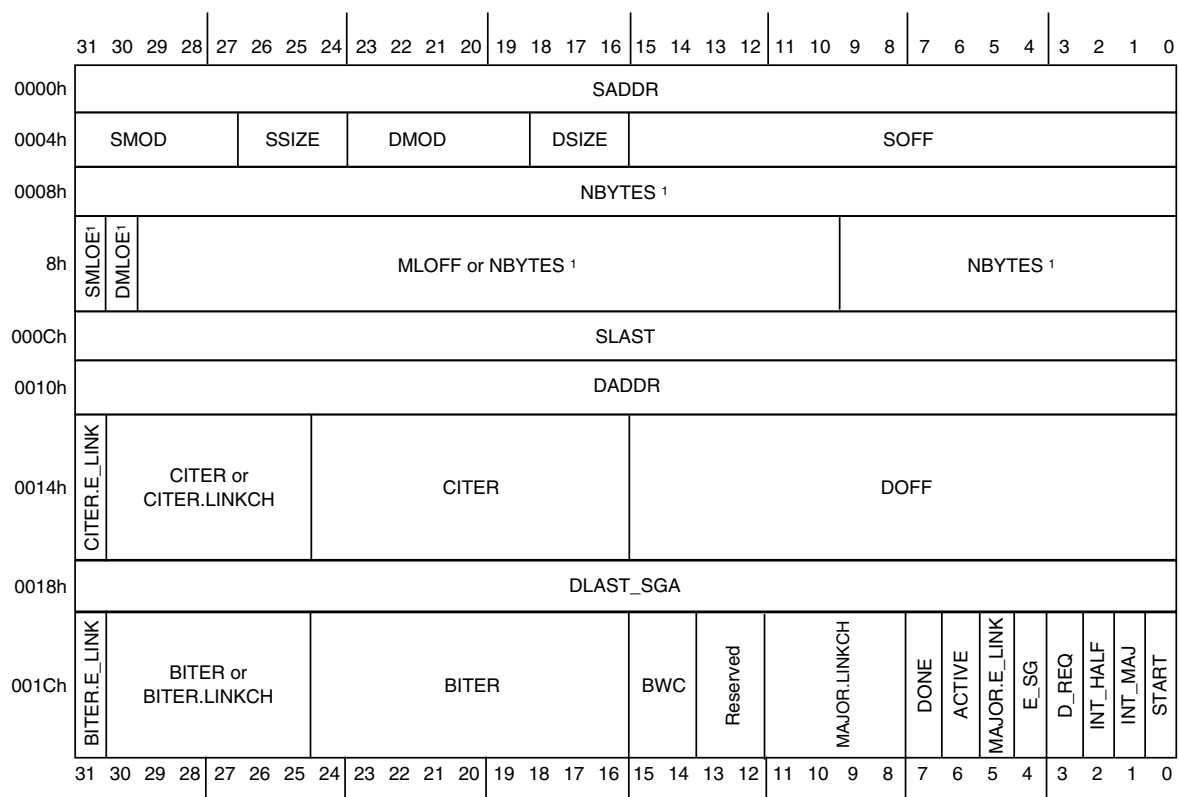 31 30 29 28 27 26 25 24 23 22 21 20 19 18 17 16 15 14 13 12 11 10 9 8 7 6 5 4 3 2 1 0
0000h SADDR
0004h SMOD SSIZE DMOD DSIZE SOFF
0008h NBYTES 1
8h SMLOE1 DMLOE1 MLOFF or NBYTES 1 NBYTES 1
000Ch SLAST
0010h DADDR
0014h CITER.E_LINK CITER or
CITER.LINKCH CITER DOFF
0018h DLAST_SGA
001Ch BITER.E_LINK BITER or
BITER.LINKCH BITER BWC Reserved MAJOR.LINKCH DONE ACTIVE MAJOR.E_LINK E_SG D_REQ INT_HALF INT_MAJ START
31 30 29 28 27 26 25 24 23 22 21 20 19 18 17 16 15 14 13 12 11 10 9 8 7 6 5 4 3 2 1 0